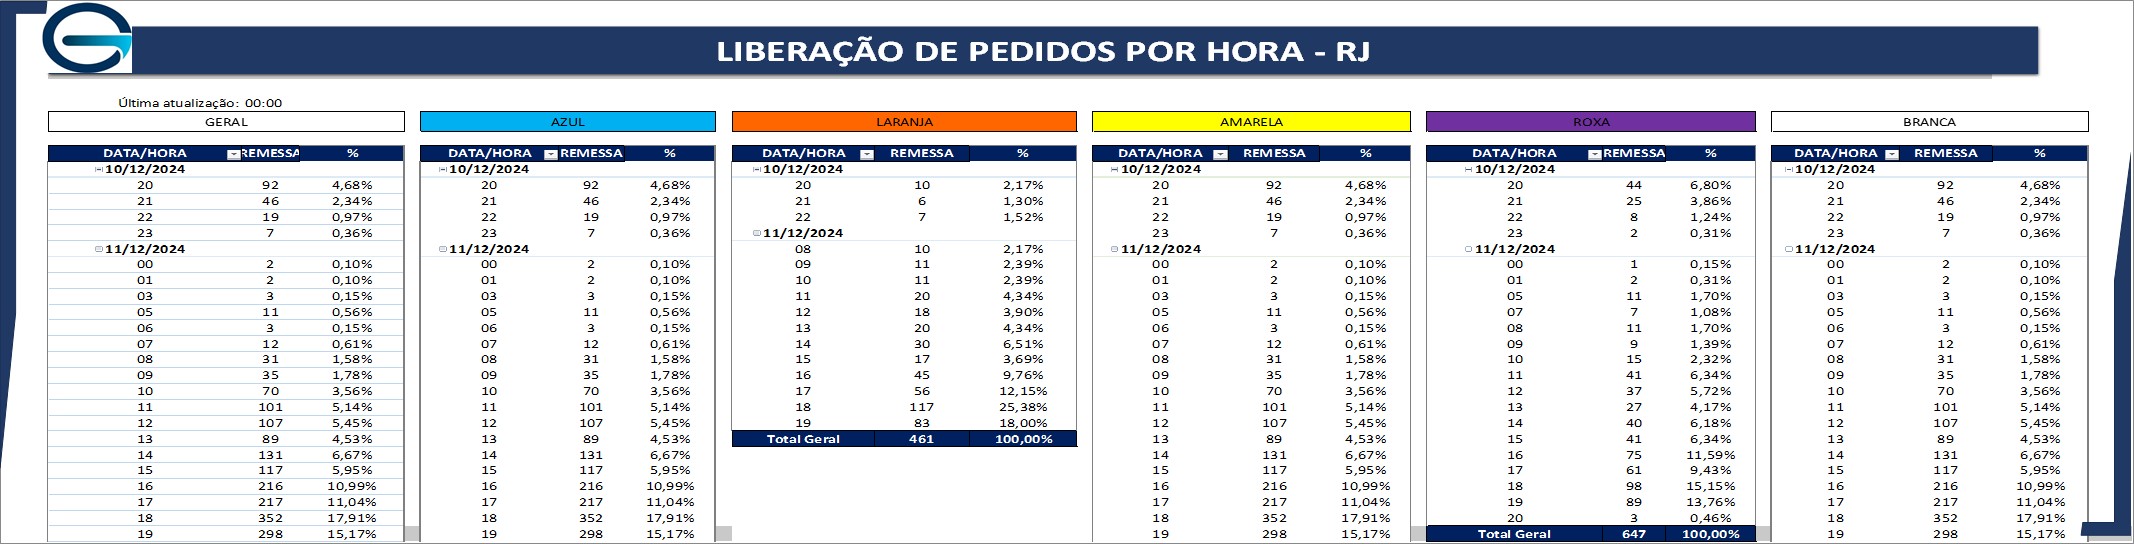 LIBERAÇÃO DE PEDIDOS POR HORA - RJ
Última atualização: 00:00
GERAL
DATA/HORA REMESSA %
10/12/2024
20 92 4,68%
21 46 2,34%
22 19 0,97%
23 7 0,36%
11/12/2024
00 2 0,10%
01 2 0,10%
03 3 0,15%
05 11 0,56%
06 3 0,15%
07 12 0,61%
08 31 1,58%
09 35 1,78%
10 70 3,56%
11 101 5,14%
12 107 5,45%
13 89 4,53%
14 131 6,67%
15 117 5,95%
16 216 10,99%
17 217 11,04%
18 352 17,91%
19 298 15,17%
AZUL
DATA/HORA REMESSA %
10/12/2024
20 92 4,68%
21 46 2,34%
22 19 0,97%
23 7 0,36%
11/12/2024
00 2 0,10%
01 2 0,10%
03 3 0,15%
05 11 0,56%
06 3 0,15%
07 12 0,61%
08 31 1,58%
09 35 1,78%
10 70 3,56%
11 101 5,14%
12 107 5,45%
13 89 4,53%
14 131 6,67%
15 117 5,95%
16 216 10,99%
17 217 11,04%
18 352 17,91%
19 298 15,17%
LARANJA
DATA/HORA REMESSA %
10/12/2024
20 10 2,17%
21 6 1,30%
22 7 1,52%
11/12/2024
08 10 2,17%
09 11 2,39%
10 11 2,39%
11 20 4,34%
12 18 3,90%
13 20 4,34%
14 30 6,51%
15 17 3,69%
16 45 9,76%
17 56 12,15%
18 117 25,38%
19 83 18,00%
Total Geral 461 100,00%
AMARELA
DATA/HORA REMESSA %
10/12/2024
20 92 4,68%
21 46 2,34%
22 19 0,97%
23 7 0,36%
11/12/2024
00 2 0,10%
01 2 0,10%
03 3 0,15%
05 11 0,56%
06 3 0,15%
07 12 0,61%
08 31 1,58%
09 35 1,78%
10 70 3,56%
11 101 5,14%
12 107 5,45%
13 89 4,53%
14 131 6,67%
15 117 5,95%
16 216 10,99%
17 217 11,04%
18 352 17,91%
19 298 15,17%
ROXA
DATA/HORA REMESSA %
10/12/2024
20 44 6,80%
21 25 3,86%
22 8 1,24%
23 2 0,31%
11/12/2024
00 1 0,15%
01 2 0,31%
05 11 1,70%
07 7 1,08%
08 11 1,70%
09 9 1,39%
10 15 2,32%
11 41 6,34%
12 37 5,72%
13 27 4,17%
14 40 6,18%
15 41 6,34%
16 75 11,59%
17 61 9,43%
18 98 15,15%
19 89 13,76%
20 3 0,46%
Total Geral 647 100,00%
BRANCA
DATA/HORA REMESSA %
10/12/2024
20 92 4,68%
21 46 2,34%
22 19 0,97%
23 7 0,36%
11/12/2024
00 2 0,10%
01 2 0,10%
03 3 0,15%
05 11 0,56%
06 3 0,15%
07 12 0,61%
08 31 1,58%
09 35 1,78%
10 70 3,56%
11 101 5,14%
12 107 5,45%
13 89 4,53%
14 131 6,67%
15 117 5,95%
16 216 10,99%
17 217 11,04%
18 352 17,91%
19 298 15,17%